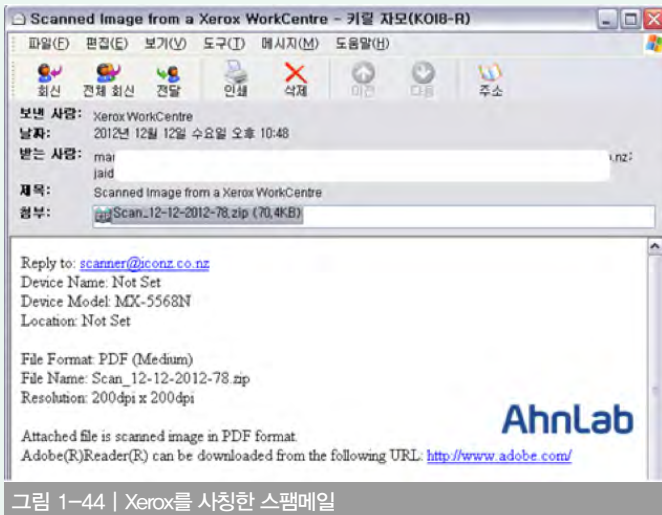 Scanned Image from a Xerox WorkCentre - 키릴 자모(KOI8-R)
파일(F) 편집(E) 보기(V) 도구(T) 메시지(M) 도움말(H)
회신 전체 회신 전달 인쇄 삭제 이전 다음 주소
보낸 사람: Xerox WorkCentre
날짜: 2012년 12월 12일 수요일 오후 10:48
받는 사람: mar .nz;
jaid
제목: Scanned Image from a Xerox WorkCentre
첨부: Scan_12-12-2012-78.zip (70,4KB)
Reply to: scanner@iconz.co.nz
Device Name: Not Set
Device Model: MX-5568N
Location: Not Set
File Format: PDF (Medium)
File Name: Scan_12-12-2012-78.zip
Resolution: 200dpi x 200dpi
AhnLab
Attached file is scanned image in PDF format.
Adobe(R)Reader(R) can be downloaded from the following URL: http://www.adobe.com/
그림 1-44 | Xerox를 사칭한 스팸메일